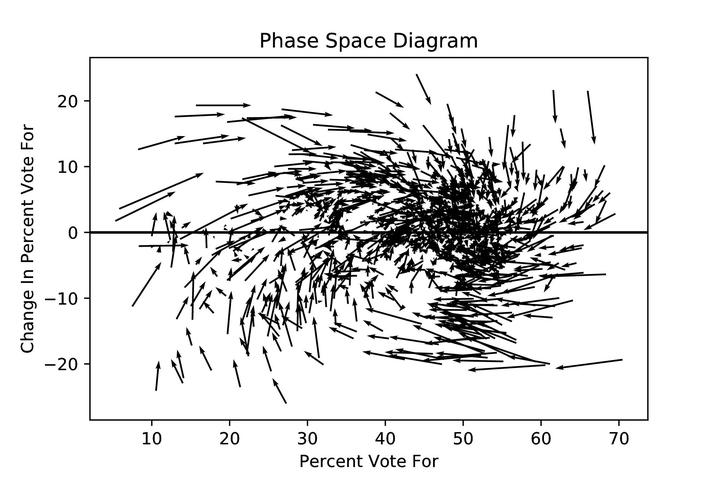 Phase Space Diagram
Change In Percent Vote For
20
10
0
−10
−20
10 20 30 40 50 60 70
Percent Vote For